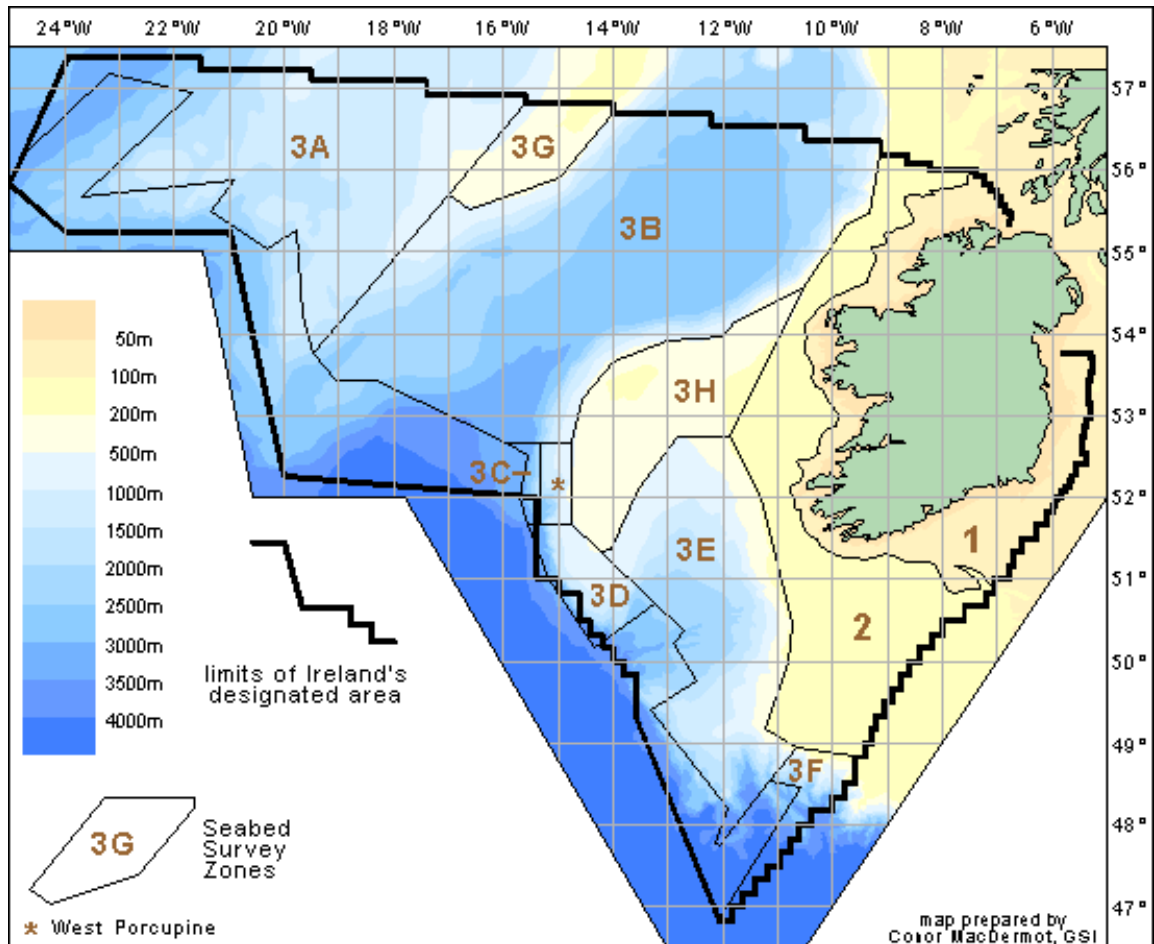 24°W 22°W 20°W 18°W 16°W 14°W 12°W 10°W 8°W 6°W
57°
3A
3G
56°
3B
55°
50m
54°
100m
3H
200m
53°
500m
3C–
*
1000m
52°
1500m
1
3E
2000m
51°
3D
2500m
2
3000m
50°
limits of Ireland's
designated area
3500m
4000m
49°
3F
3G
Seabed
Survey
Zones
48°
47°
* West Porcupine
map prepared by
Conor MacDermot, GSI